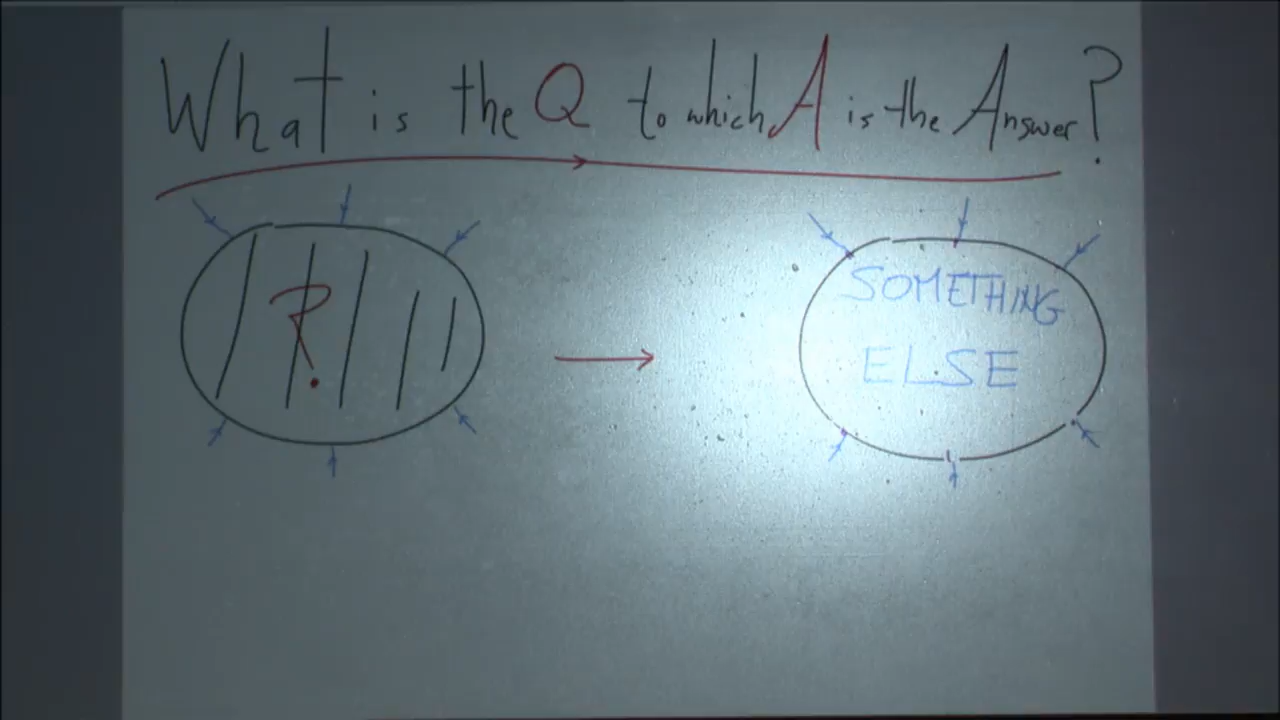 What is the Q to which A is the Answer?
?
SOMETHING
ELSE